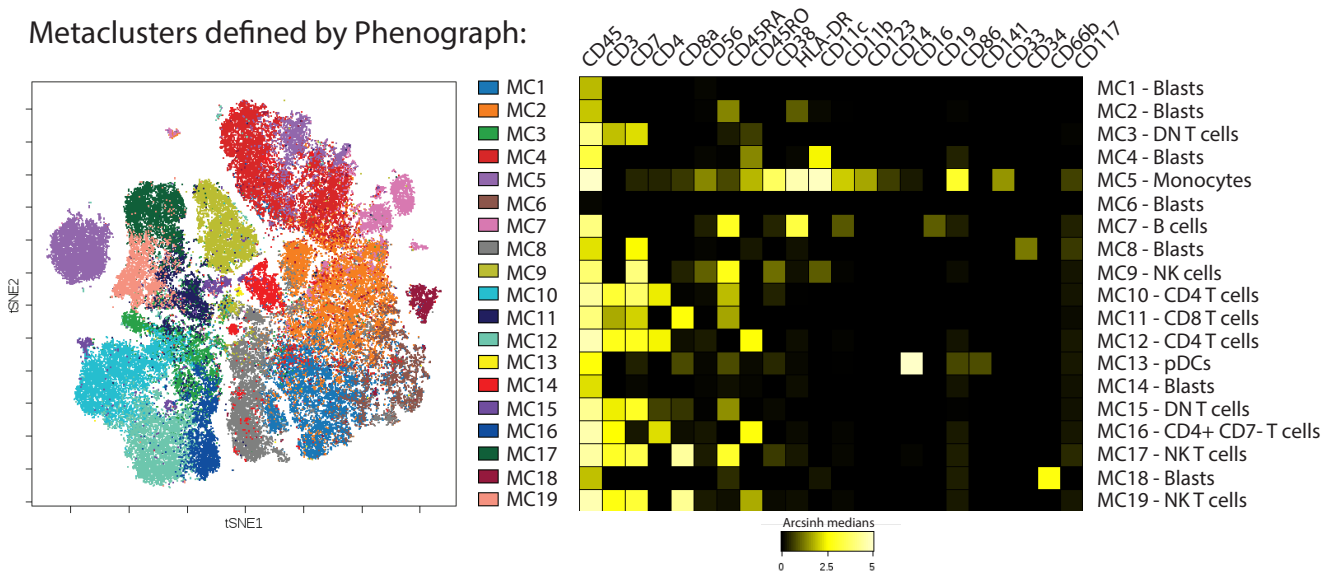 Metaclusters defined by Phenograph:
tSNE2
tSNE1
MC1
MC2
MC3
MC4
MC5
MC6
MC7
MC8
MC9
MC10
MC11
MC12
MC13
MC14
MC15
MC16
MC17
MC18
MC19
CD45
CD3
CD7
CD4
CD8a
CD56
CD45RA
CD45RO
CD38
HLA-DR
CD11c
CD11b
CD123
CD14
CD16
CD19
CD86
CD141
CD33
CD34
CD66b
CD117
MC1 - Blasts
MC2 - Blasts
MC3 - DN T cells
MC4 - Blasts
MC5 - Monocytes
MC6 - Blasts
MC7 - B cells
MC8 - Blasts
MC9 - NK cells
MC10 - CD4 T cells
MC11 - CD8 T cells
MC12 - CD4 T cells
MC13 - pDCs
MC14 - Blasts
MC15 - DN T cells
MC16 - CD4+ CD7- T cells
MC17 - NK T cells
MC18 - Blasts
MC19 - NK T cells
Arcsinh medians
0 2.5 5